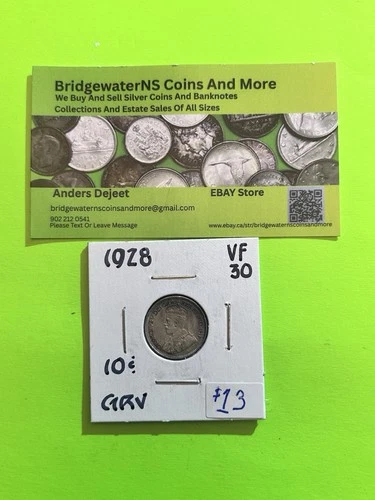 BridgewaterNS Coins And More
We Buy And Sell Silver Coins And Banknotes
Collections And Estate Sales Of All Sizes
Anders Dejeet EBAY Store
bridgewaternscoinsandmore@gmail.com
902 212 0541
Please Text Or Leave Message www.ebay.ca/str/bridgewaternscoinsandmore
1928 VF
30
10¢
GRV $13